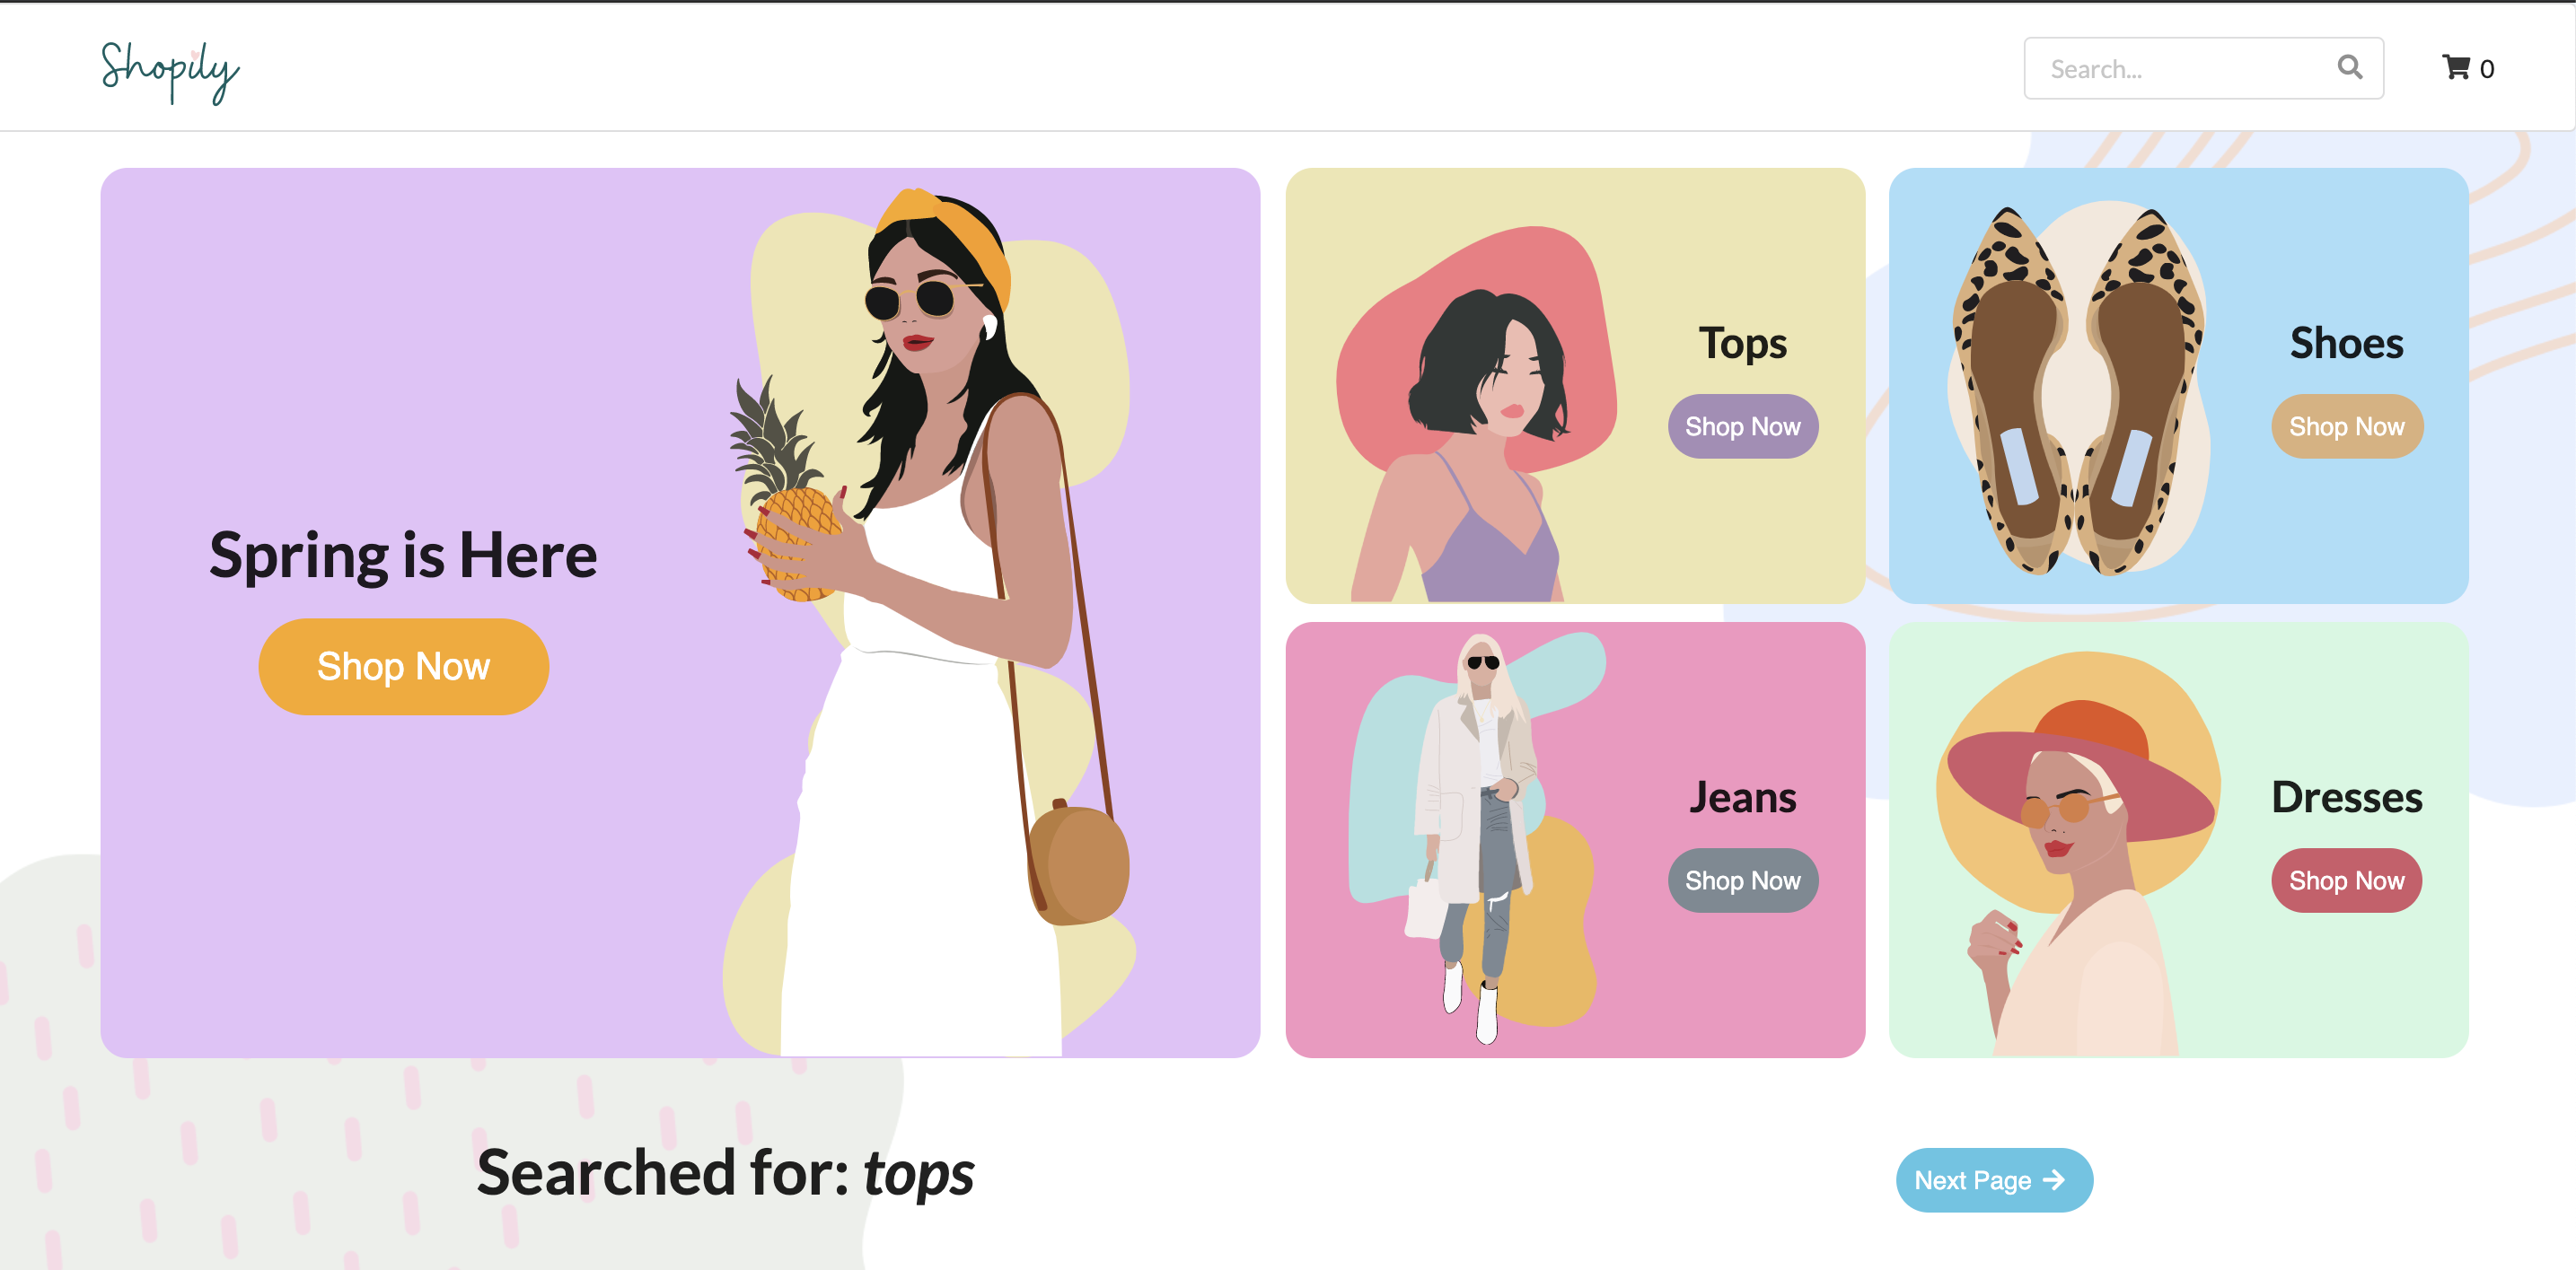 Shopily
Search...
0
Spring is Here
Shop Now
Tops
Shop Now
Shoes
Shop Now
Jeans
Shop Now
Dresses
Shop Now
Searched for: tops
Next Page